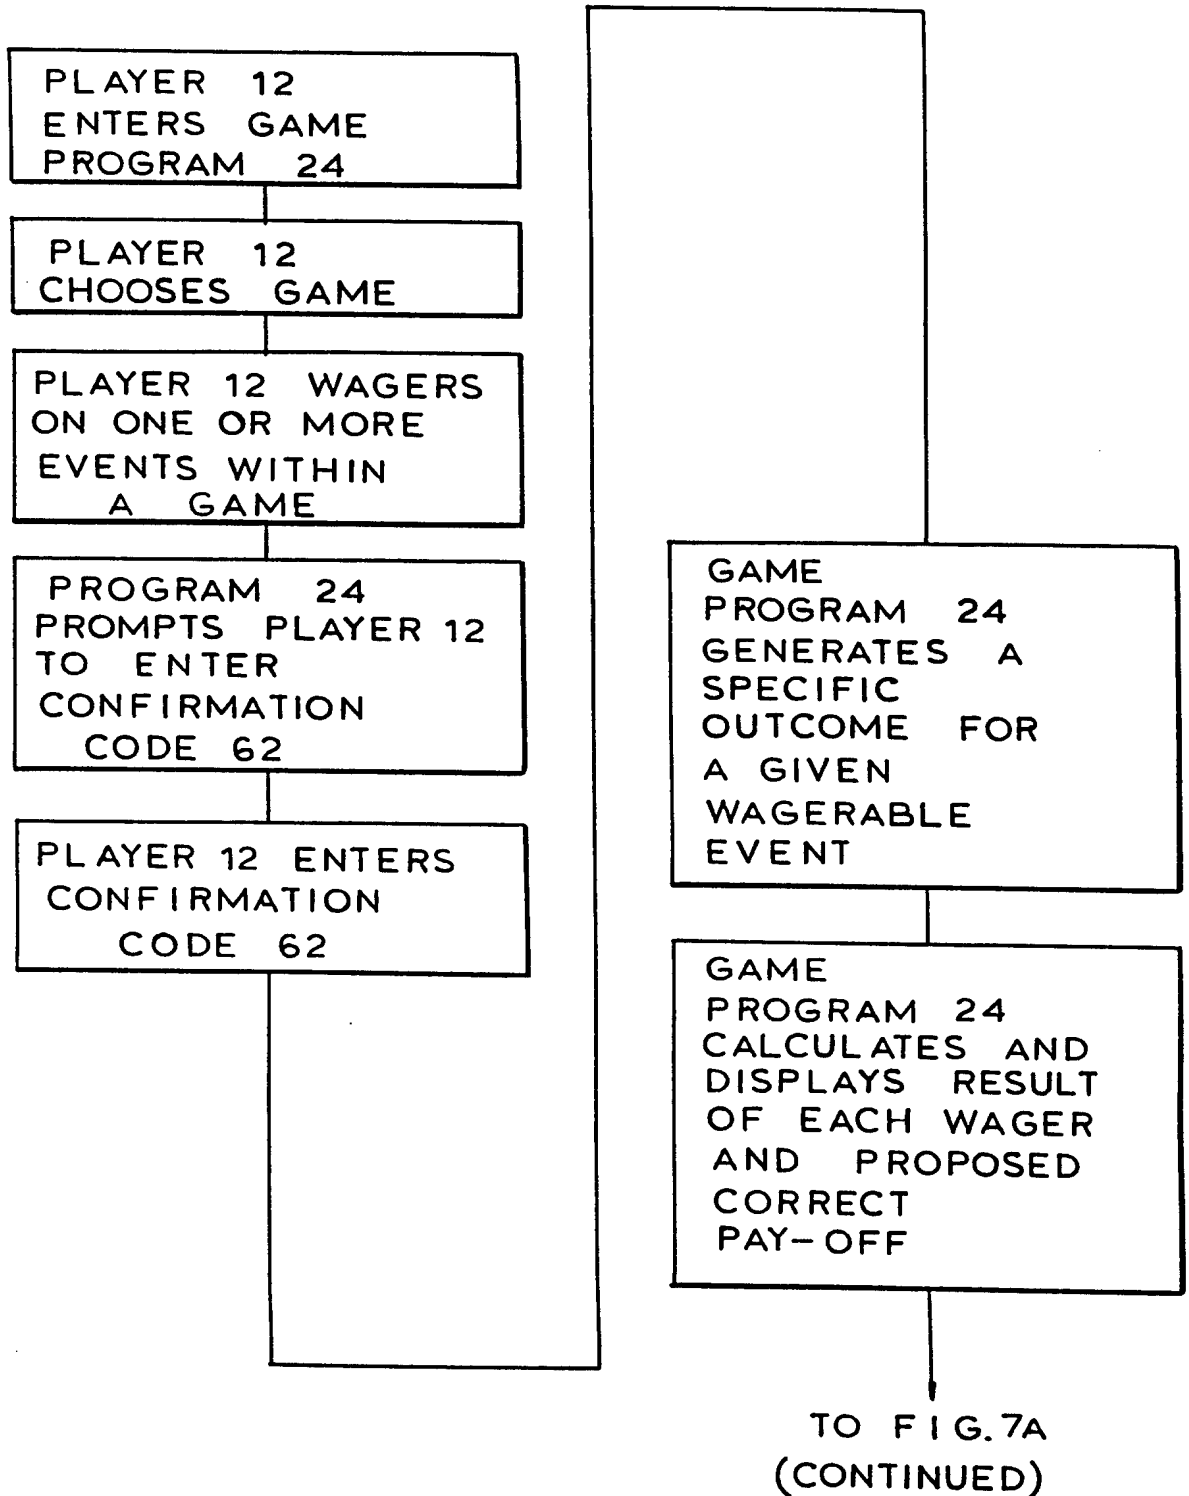 PLAYER 12
ENTERS GAME
PROGRAM 24
PLAYER 12
CHOOSES GAME
PLAYER 12 WAGERS
ON ONE OR MORE
EVENTS WITHIN
A GAME
PROGRAM 24
PROMPTS PLAYER 12
TO ENTER
CONFIRMATION
CODE 62
PLAYER 12 ENTERS
CONFIRMATION
CODE 62
GAME
PROGRAM 24
GENERATES A
SPECIFIC
OUTCOME FOR
A GIVEN
WAGERABLE
EVENT
GAME
PROGRAM 24
CALCULATES AND
DISPLAYS RESULT
OF EACH WAGER
AND PROPOSED
CORRECT
PAY-OFF
TO FIG.7A
(CONTINUED)